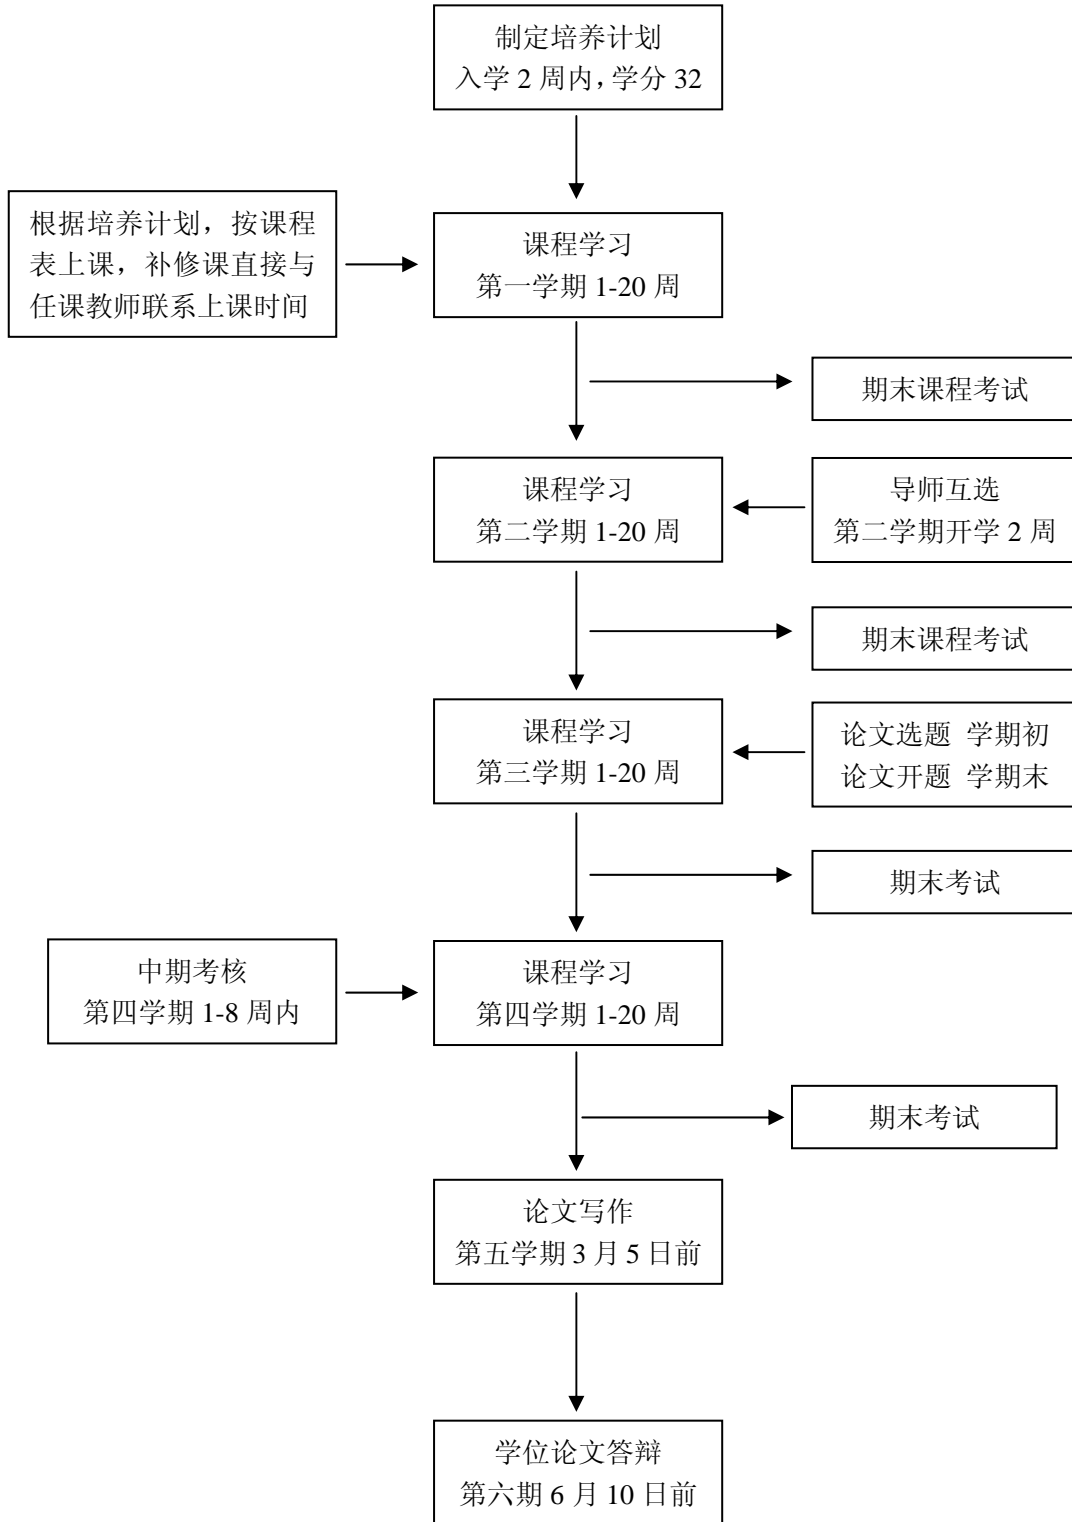 制定培养计划
入学 2 周内，学分 32
根据培养计划，按课程
表上课，补修课直接与
任课教师联系上课时间
课程学习
第一学期 1-20 周
期末课程考试
课程学习
第二学期 1-20 周
导师互选
第二学期开学 2 周
期末课程考试
课程学习
第三学期 1-20 周
论文选题 学期初
论文开题 学期末
期末考试
中期考核
第四学期 1-8 周内
课程学习
第四学期 1-20 周
期末考试
论文写作
第五学期 3 月 5 日前
学位论文答辩
第六期 6 月 10 日前